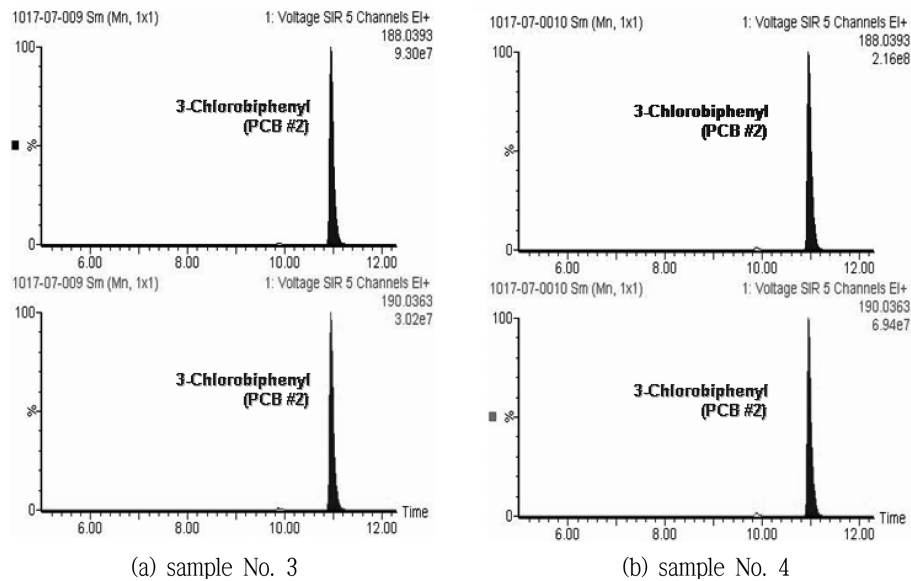 1017-07-009 Sm (Mn, 1x1)
1: Voltage SIR 5 Channels EI+
188.0393
9.30e7
100
3-Chlorobiphenyl
(PCB #2)
%
0
6.00 8.00 10.00 12.00
1017-07-009 Sm (Mn, 1x1)
1: Voltage SIR 5 Channels EI+
190.0363
3.02e7
100
3-Chlorobiphenyl
(PCB #2)
%
0
Time
6.00 8.00 10.00 12.00
(a) sample No. 3
1017-07-0010 Sm (Mn, 1x1)
1: Voltage SIR 5 Channels EI+
188.0393
2.16e8
100
3-Chlorobiphenyl
(PCB #2)
%
0
6.00 8.00 10.00 12.00
1017-07-0010 Sm (Mn, 1x1)
1: Voltage SIR 5 Channels EI+
190.0363
6.94e7
100
3-Chlorobiphenyl
(PCB #2)
%
0
Time
6.00 8.00 10.00 12.00
(b) sample No. 4